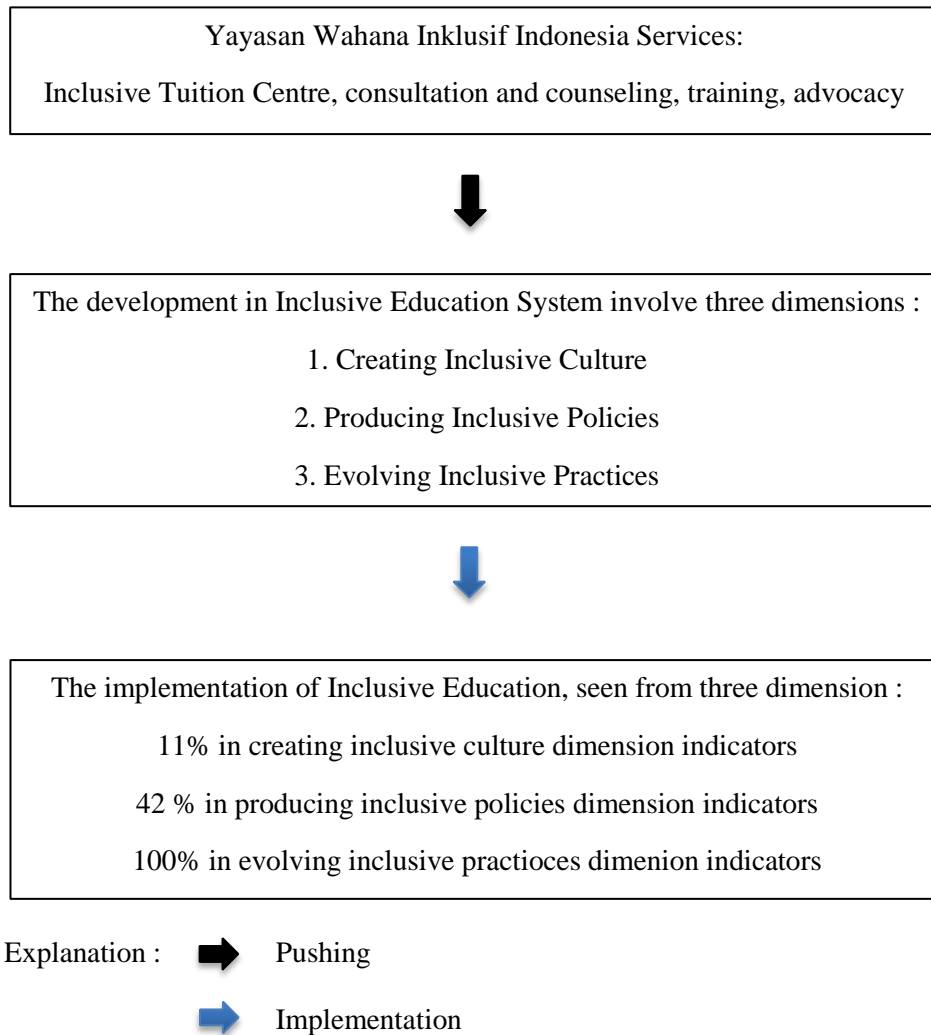 Yayasan Wahana Inklusif Indonesia Services:
Inclusive Tuition Centre, consultation and counseling, training, advocacy
The development in Inclusive Education System involve three dimensions :
1. Creating Inclusive Culture
2. Producing Inclusive Policies
3. Evolving Inclusive Practices
The implementation of Inclusive Education, seen from three dimension :
11% in creating inclusive culture dimension indicators
42 % in producing inclusive policies dimension indicators
100% in evolving inclusive practioces dimenion indicators
Explanation :
Pushing
Implementation